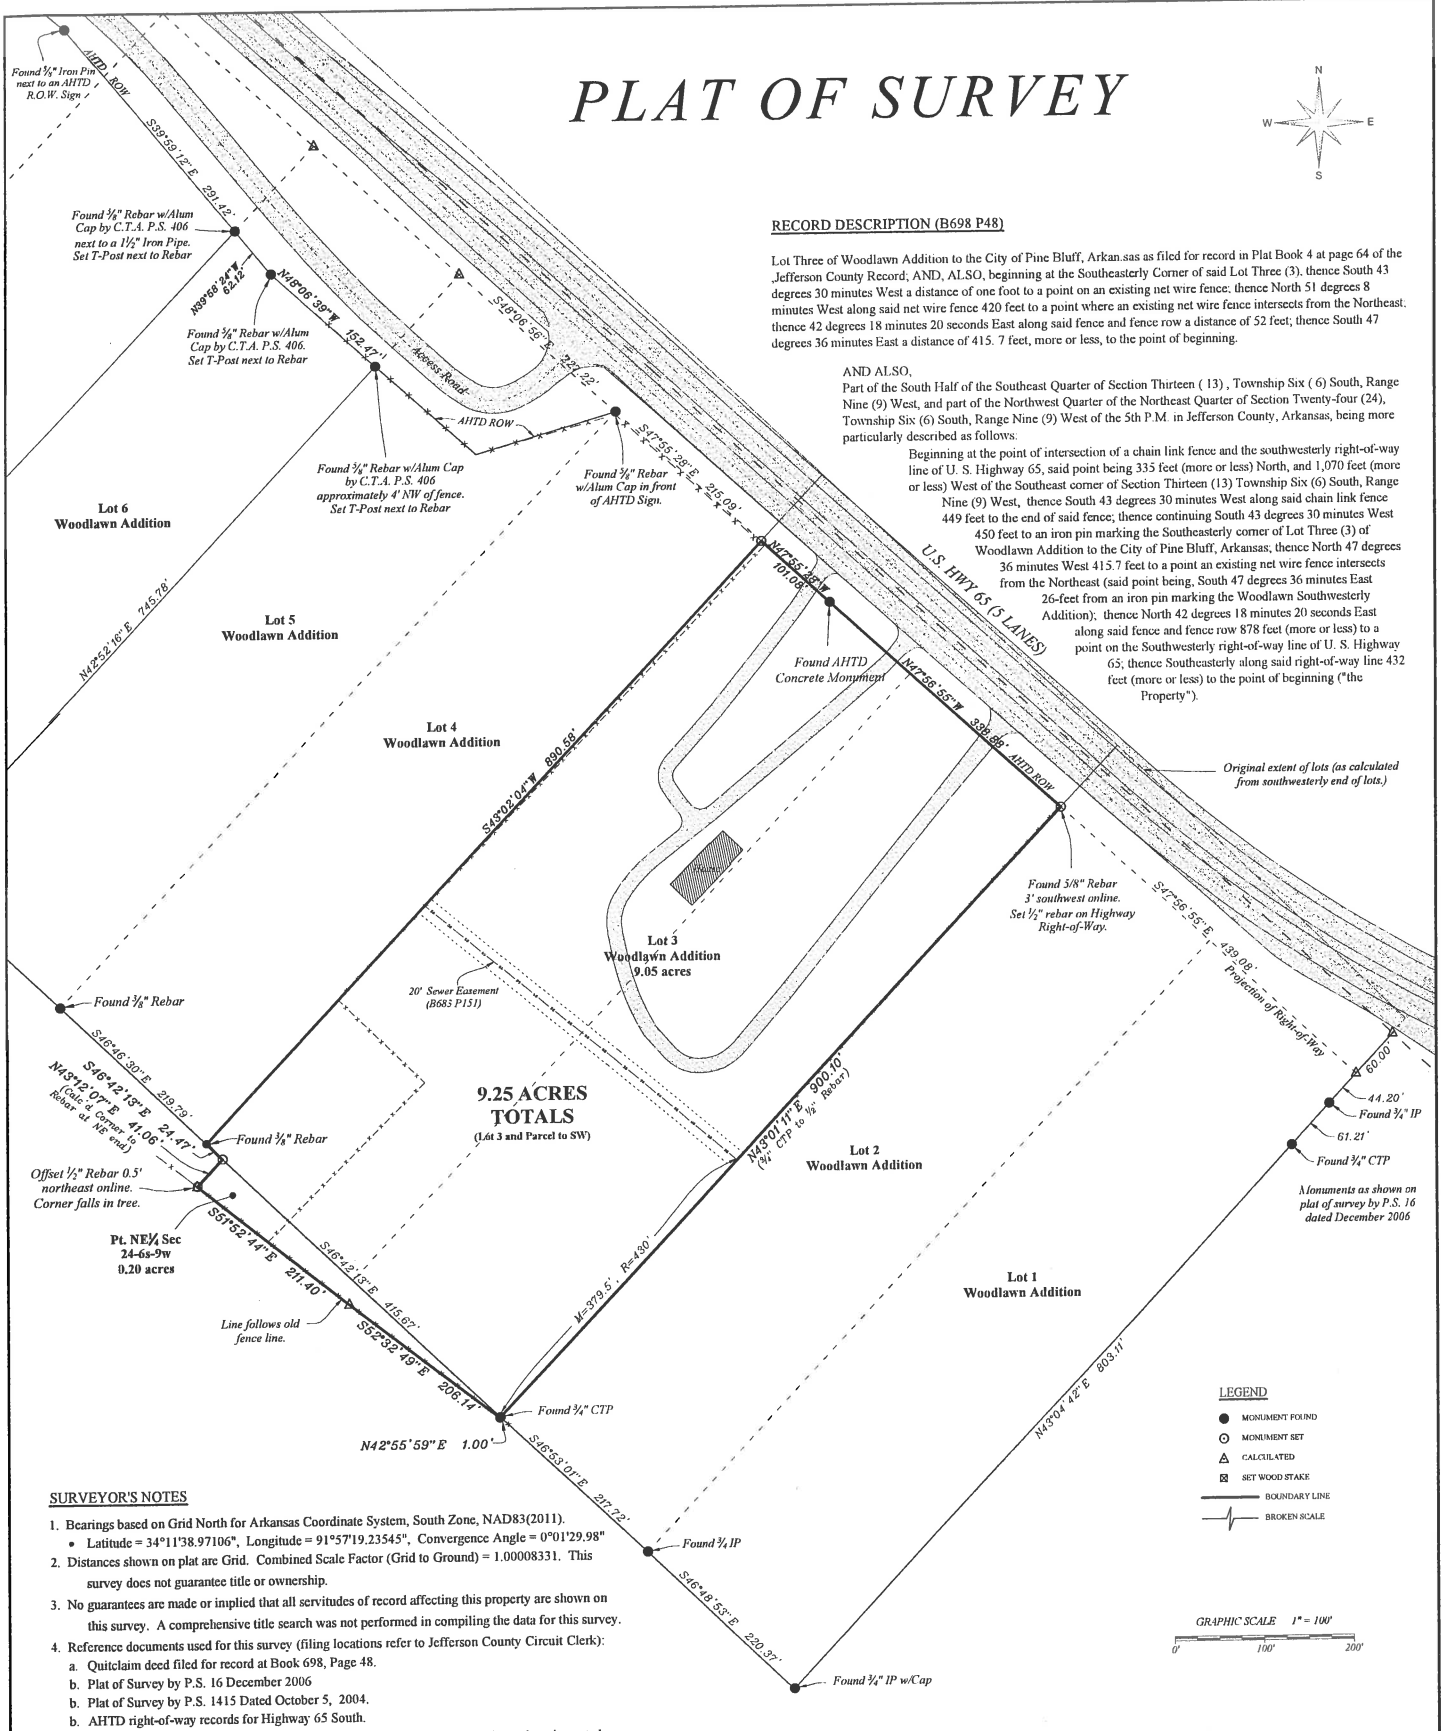 PLAT OF SURVEY
N
W E
S
Found ⅝" Iron Pin
next to an AHTD
R.O.W. Sign
AHTD ROW
S39°59'12"E 291.42'
Found ⅝" Rebar w/Alum
Cap by C.T.A. P.S. 406
next to a 1½" Iron Pipe.
Set T-Post next to Rebar
N39°58'24"W
62.12'
N48°06'39"W 152.47'
Found ⅝" Rebar w/Alum
Cap by C.T.A. P.S. 406.
Set T-Post next to Rebar
Access Road
S48°06'56"E 227.22'
AHTD ROW
Found ⅝" Rebar w/Alum Cap
by C.T.A. P.S. 406
approximately 4' NW of fence.
Set T-Post next to Rebar
Found ⅝" Rebar
w/Alum Cap in front
of AHTD Sign.
S47°55'28"E 215.09'
RECORD DESCRIPTION (B698 P48)
Lot Three of Woodlawn Addition to the City of Pine Bluff, Arkan.sas as filed for record in Plat Book 4 at page 64 of the
Jefferson County Record; AND, ALSO, beginning at the Southeasterly Corner of said Lot Three (3), thence South 43
degrees 30 minutes West a distance of one foot to a point on an existing net wire fence; thence North 51 degrees 8
minutes West along said net wire fence 420 feet to a point where an existing net wire fence intersects from the Northeast;
thence 42 degrees 18 minutes 20 seconds East along said fence and fence row a distance of 52 feet; thence South 47
degrees 36 minutes East a distance of 415. 7 feet, more or less, to the point of beginning.
AND ALSO,
Part of the South Half of the Southeast Quarter of Section Thirteen ( 13) , Township Six ( 6) South, Range
Nine (9) West, and part of the Northwest Quarter of the Northeast Quarter of Section Twenty-four (24),
Township Six (6) South, Range Nine (9) West of the 5th P.M. in Jefferson County, Arkansas, being more
particularly described as follows:
Beginning at the point of intersection of a chain link fence and the southwesterly right-of-way
line of U. S. Highway 65, said point being 335 feet (more or less) North, and 1,070 feet (more
or less) West of the Southeast corner of Section Thirteen (13) Township Six (6) South, Range
Nine (9) West, thence South 43 degrees 30 minutes West along said chain link fence
449 feet to the end of said fence; thence continuing South 43 degrees 30 minutes West
450 feet to an iron pin marking the Southeasterly corner of Lot Three (3) of
Woodlawn Addition to the City of Pine Bluff, Arkansas; thence North 47 degrees
36 minutes West 415.7 feet to a point an existing net wire fence intersects
from the Northeast (said point being, South 47 degrees 36 minutes East
26-feet from an iron pin marking the Woodlawn Southwesterly
Addition); thence North 42 degrees 18 minutes 20 seconds East
along said fence and fence row 878 feet (more or less) to a
point on the Southwesterly right-of-way line of U. S. Highway
65; thence Southeasterly along said right-of-way line 432
feet (more or less) to the point of beginning ("the
Property").
U.S. HWY 65 (5 LANES)
Lot 6
Woodlawn Addition
N42°52'16"E 745.78'
Lot 5
Woodlawn Addition
Lot 4
Woodlawn Addition
S43°02'04"W 890.58'
N47°55'28"W
101.08'
Found AHTD
Concrete Monument
N47°56'55"W 338.88' AHTD ROW
Original extent of lots (as calculated
from southwesterly end of lots.)
Found 5/8" Rebar
3' southwest online.
Set ½" rebar on Highway
Right-of-Way.
S47°56'55"E 439.08'
Projection of Right-of-Way
60.00'
44.20'
Found ¾" IP
61.21'
Found ¾" CTP
Monuments as shown on
plat of survey by P.S. 16
dated December 2006
Lot 3
Woodlawn Addition
9.05 acres
20' Sewer Easement
(B683 P151)
9.25 ACRES
TOTALS
(Lot 3 and Parcel to SW)
Found ⅝" Rebar
S46°46'30"E 219.79'
S46°42'13"E 24.47'
N43°12'07"E 41.06'
(Calc'd Corner to
Rebar at NE end)
Found ⅝" Rebar
Offset ½" Rebar 0.5'
northeast online.
Corner falls in tree.
Pt. NE¼ Sec
24-6s-9w
0.20 acres
S51°52'44"E 211.40'
S46°42'13"E 415.67'
Line follows old
fence line.
S52°32'49"E 206.14'
N43°01'11"E 900.10'
(¾" CTP to ½" Rebar)
M=379.5', R=430'
Lot 2
Woodlawn Addition
Lot 1
Woodlawn Addition
N43°04'42"E 803.11'
Found ¾" CTP
N42°55'59"E 1.00'
S46°53'01"E 217.72'
Found ¾ IP
S46°48'53"E 220.37'
Found ¾" IP w/Cap
LEGEND
MONUMENT FOUND
MONUMENT SET
CALCULATED
SET WOOD STAKE
BOUNDARY LINE
BROKEN SCALE
GRAPHIC SCALE 1" = 100'
0' 100' 200'
SURVEYOR'S NOTES
1. Bearings based on Grid North for Arkansas Coordinate System, South Zone, NAD83(2011).
• Latitude = 34°11'38.97106", Longitude = 91°57'19.23545", Convergence Angle = 0°01'29.98"
2. Distances shown on plat are Grid. Combined Scale Factor (Grid to Ground) = 1.00008331. This
survey does not guarantee title or ownership.
3. No guarantees are made or implied that all servitudes of record affecting this property are shown on
this survey. A comprehensive title search was not performed in compiling the data for this survey.
4. Reference documents used for this survey (filing locations refer to Jefferson County Circuit Clerk):
a. Quitclaim deed filed for record at Book 698, Page 48.
b. Plat of Survey by P.S. 16 December 2006
b. Plat of Survey by P.S. 1415 Dated October 5, 2004.
b. AHTD right-of-way records for Highway 65 South.